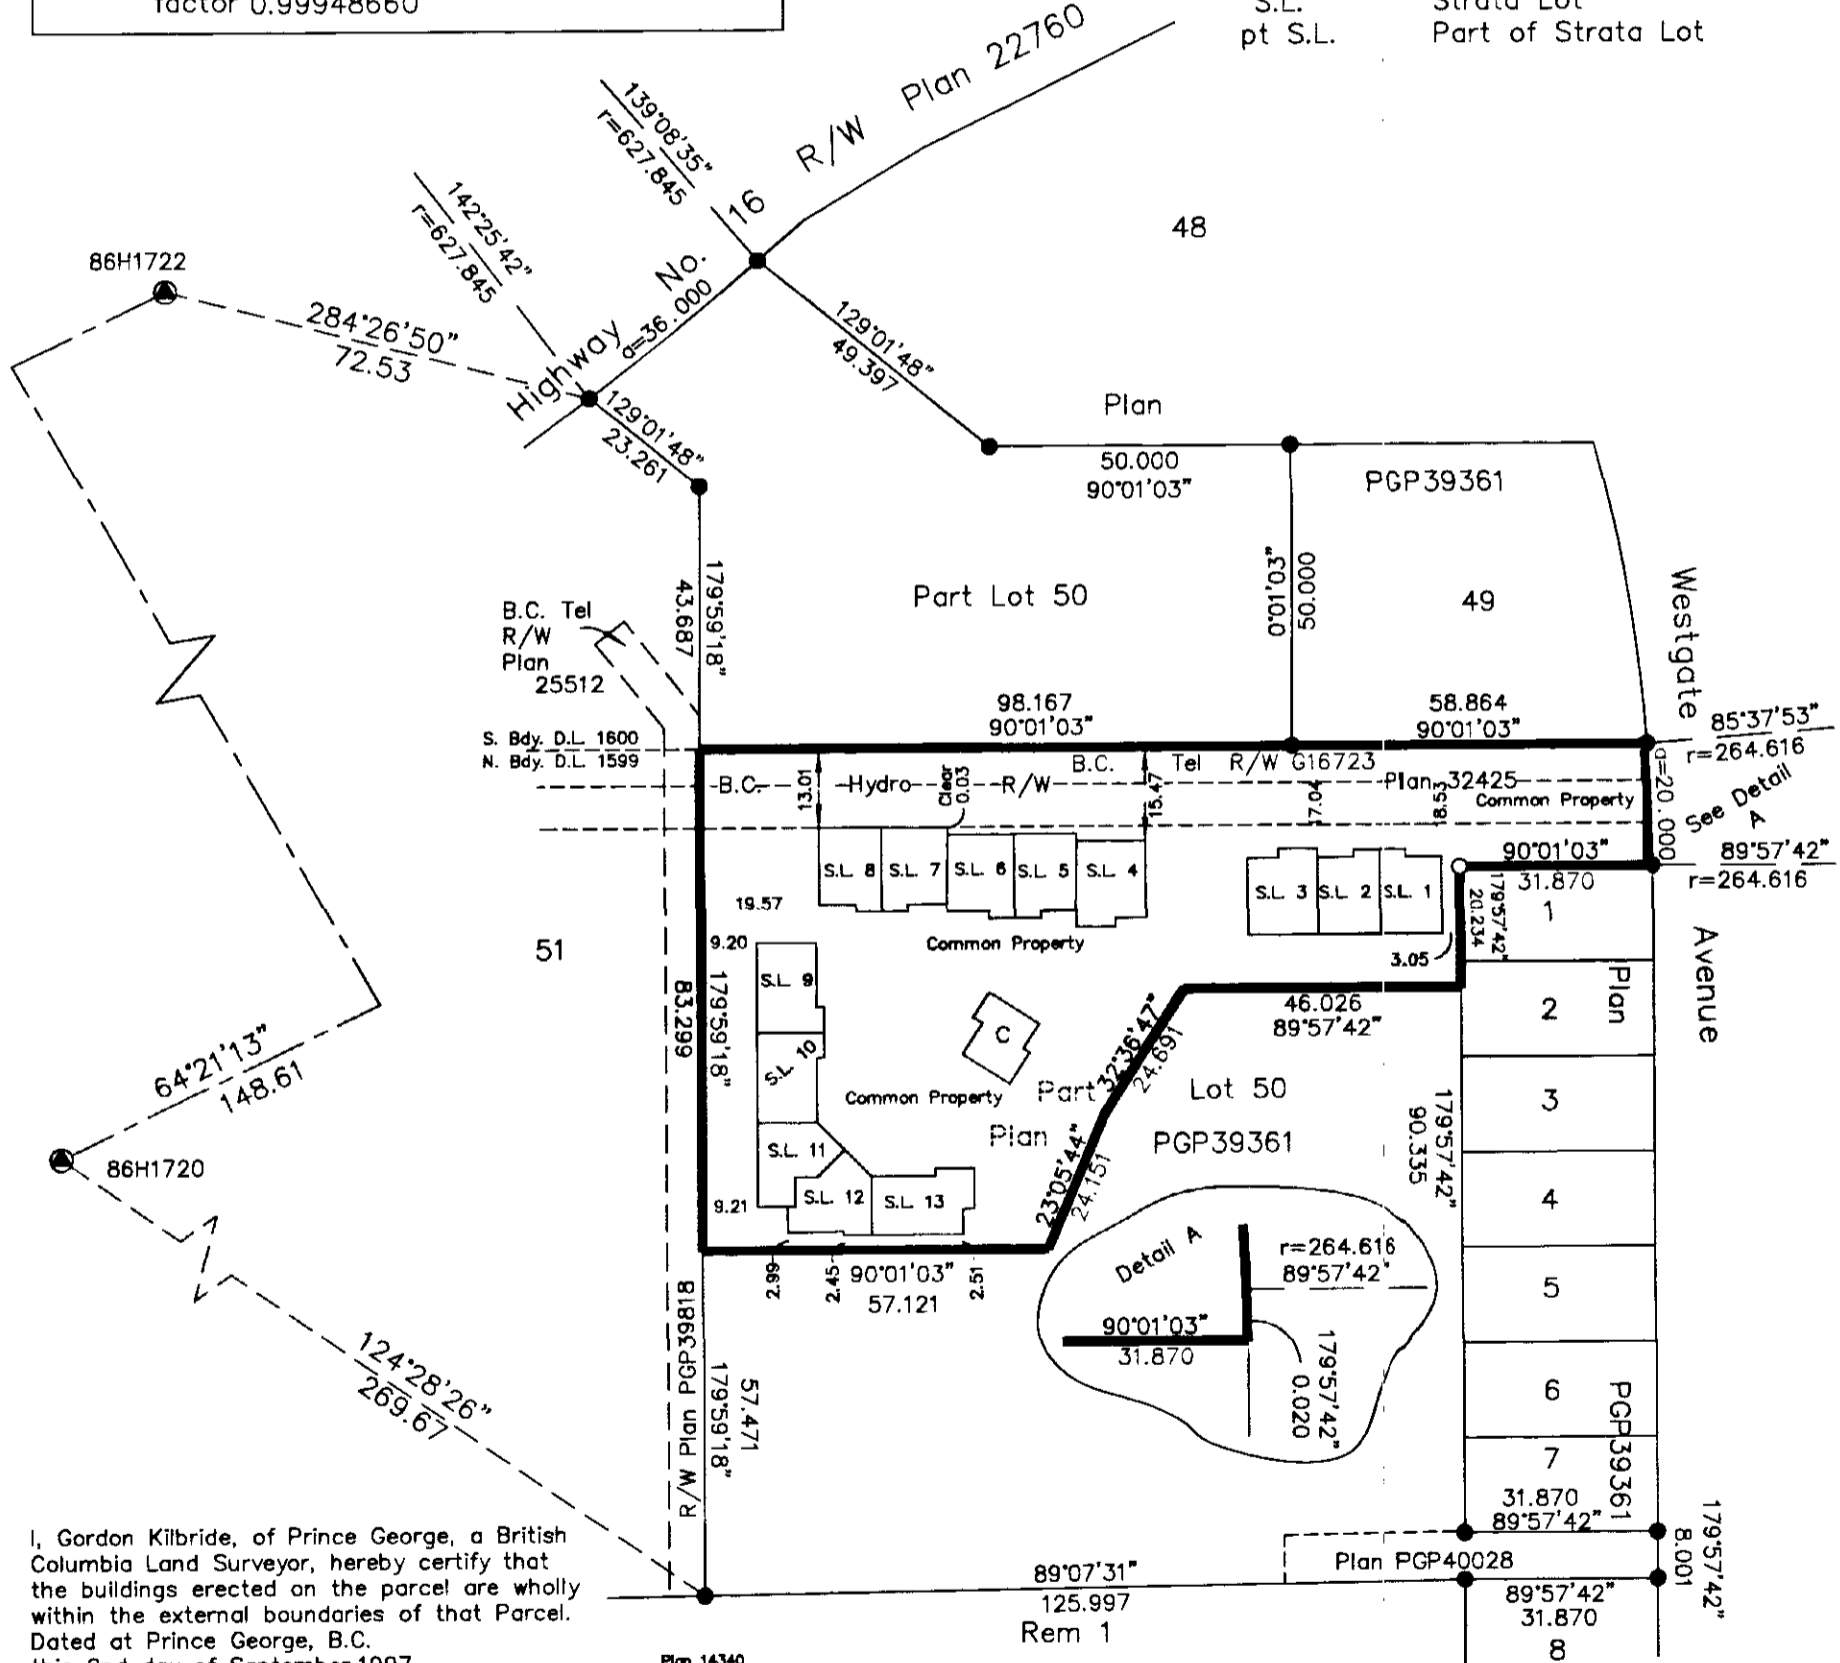 factor 0.99948660
S.L. Strata Lot
pt S.L. Part of Strata Lot
R/W Plan 22760
139°08'35"
r=627.845
142°25'42"
r=627.845
16
No.
Highway
a=36.000
48
86H1722
284°26'50"
72.53
129°01'48"
49.397
129°01'48"
23.261
Plan
50.000
90°01'03"
PGP39361
179°59'18"
43.687
Part Lot 50
0°01'03"
50.000
49
Westgate
B.C. Tel
R/W
Plan
25512
98.167
90°01'03"
58.864
90°01'03"
85°37'53"
r=264.616
S. Bdy. D.L. 1600
N. Bdy. D.L. 1599
B.C. Tel R/W G16723
B.C. Hydro R/W Plan 32425
13.01
Clear
0.03
15.47
17.04
18.53
Common Property
a=20.000
See Detail
A
89°57'42"
r=264.616
90°01'03"
31.870
S.L. 8
S.L. 7
S.L. 6
S.L. 5
S.L. 4
S.L. 3
S.L. 2
S.L. 1
179°57'42"
20.234
1
19.57
Common Property
3.05
51
9.20
S.L. 9
83.299
179°59'18"
S.L. 10
C
46.026
89°57'42"
2
Plan
Avenue
32°36'47"
24.691
Common Property
Part Lot 50
Plan PGP39361
3
179°57'42"
90.335
64°21'13"
148.61
86H1720
S.L. 11
S.L. 12
S.L. 13
9.21
23°05'44"
24.151
4
2.99
2.45
90°01'03"
57.121
2.51
Detail A
r=264.616
89°57'42"
90°01'03"
31.870
179°57'42"
0.020
5
6
PGP39361
7
31.870
89°57'42"
R/W Plan PGP39818
57.471
179°59'18"
124°28'26"
269.67
179°57'42"
8.001
Plan PGP40028
89°07'31"
125.997
Rem 1
89°57'42"
31.870
8
I, Gordon Kilbride, of Prince George, a British
Columbia Land Surveyor, hereby certify that
the buildings erected on the parcel are wholly
within the external boundaries of that Parcel.
Dated at Prince George, B.C.
this 2nd day of September 1997
Plan 14340